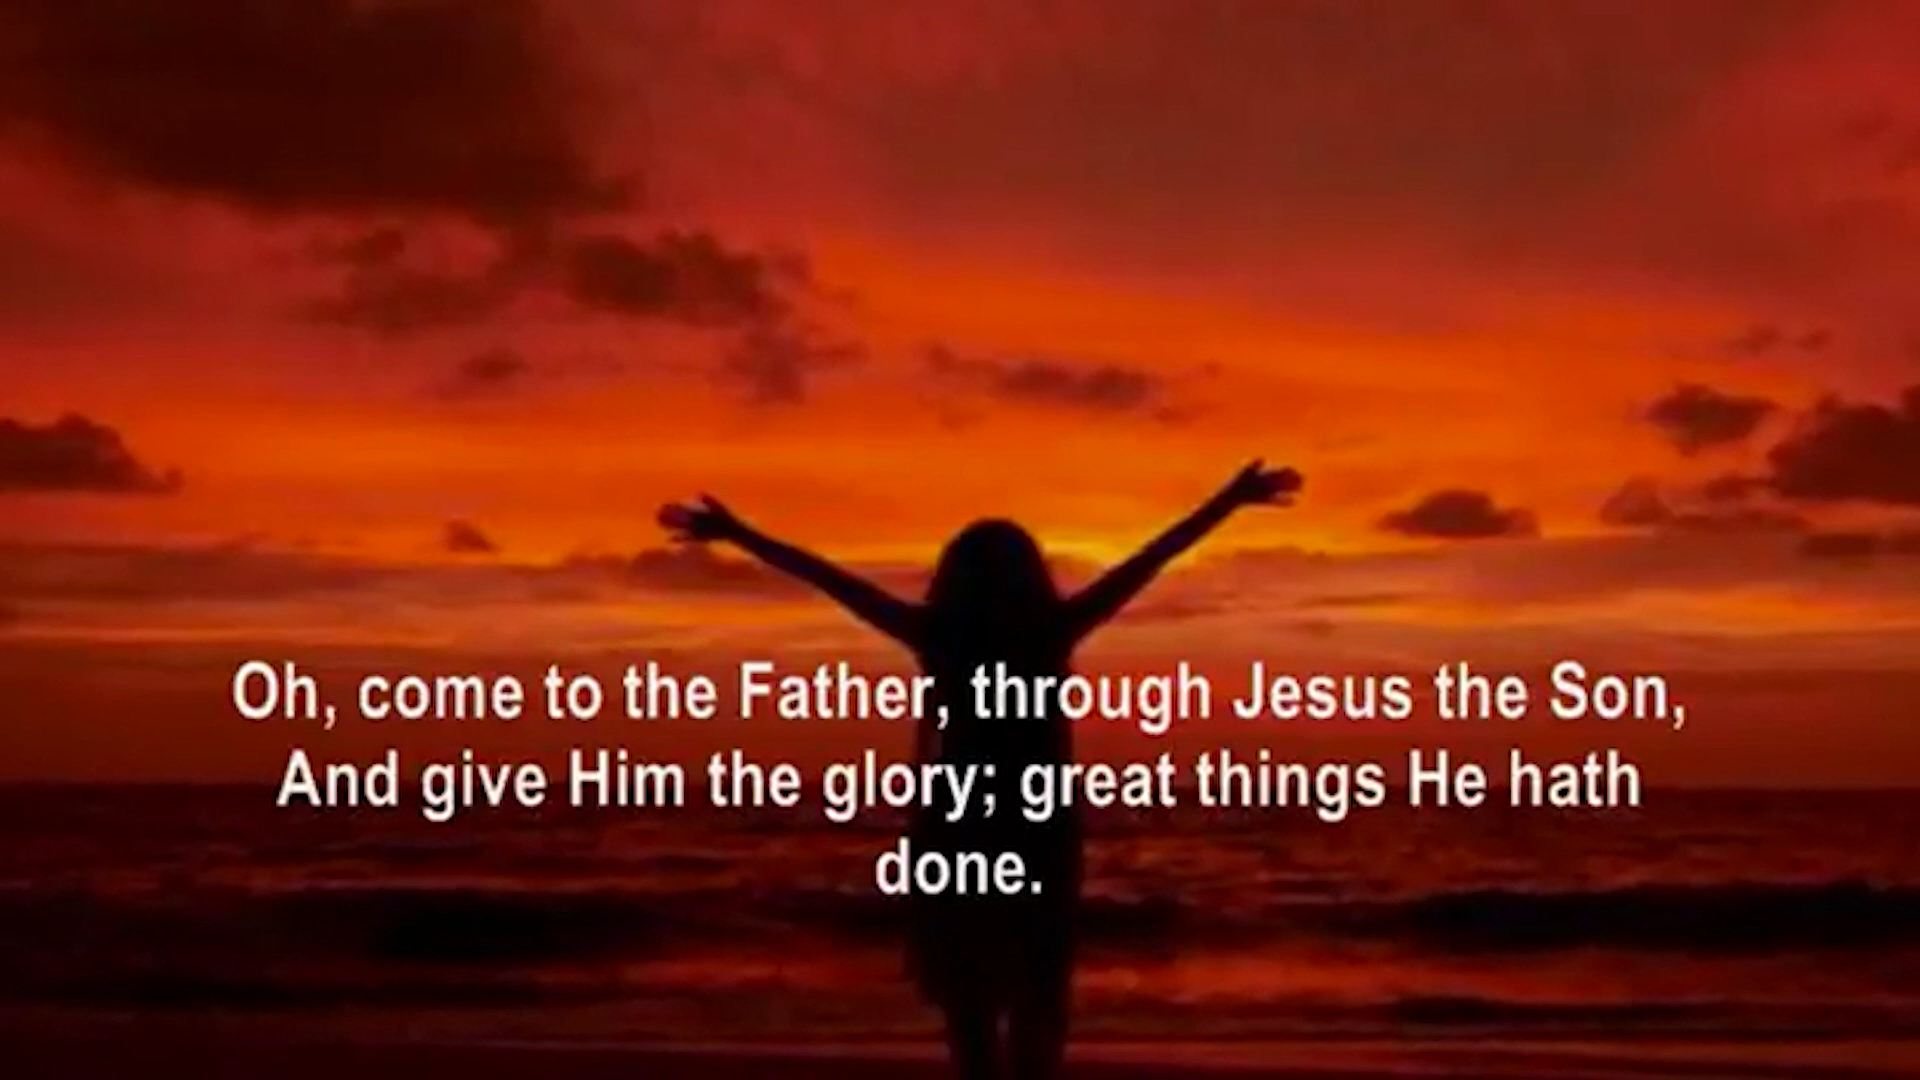 Oh, come to the Father, through Jesus the Son,
And give Him the glory; great things He hath
done.